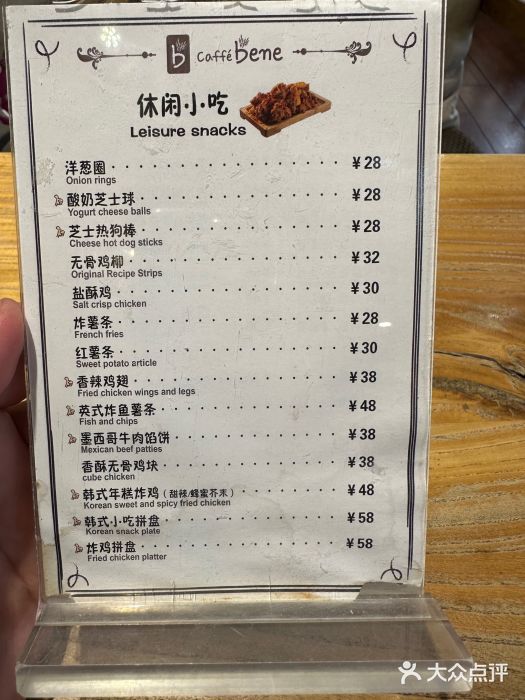 b caffé bene
休闲小吃
Leisure snacks
洋葱圈 ¥28
Onion rings
酸奶芝士球 ¥28
Yogurt cheese balls
芝士热狗棒 ¥28
Cheese hot dog sticks
无骨鸡柳 ¥32
Original Recipe Strips
盐酥鸡 ¥30
Salt crisp chicken
炸薯条 ¥28
French fries
红薯条 ¥30
Sweet potato article
香辣鸡翅 ¥38
Fried chicken wings and legs
英式炸鱼薯条 ¥48
Fish and chips
墨西哥牛肉馅饼 ¥38
Mexican beef patties
香酥无骨鸡块 ¥38
cube chicken
韩式年糕炸鸡（甜辣/蜂蜜芥末） ¥48
Korean sweet and spicy fried chicken
韩式小吃拼盘 ¥58
Korean snack plate
炸鸡拼盘 ¥58
Fried chicken platter
大众点评